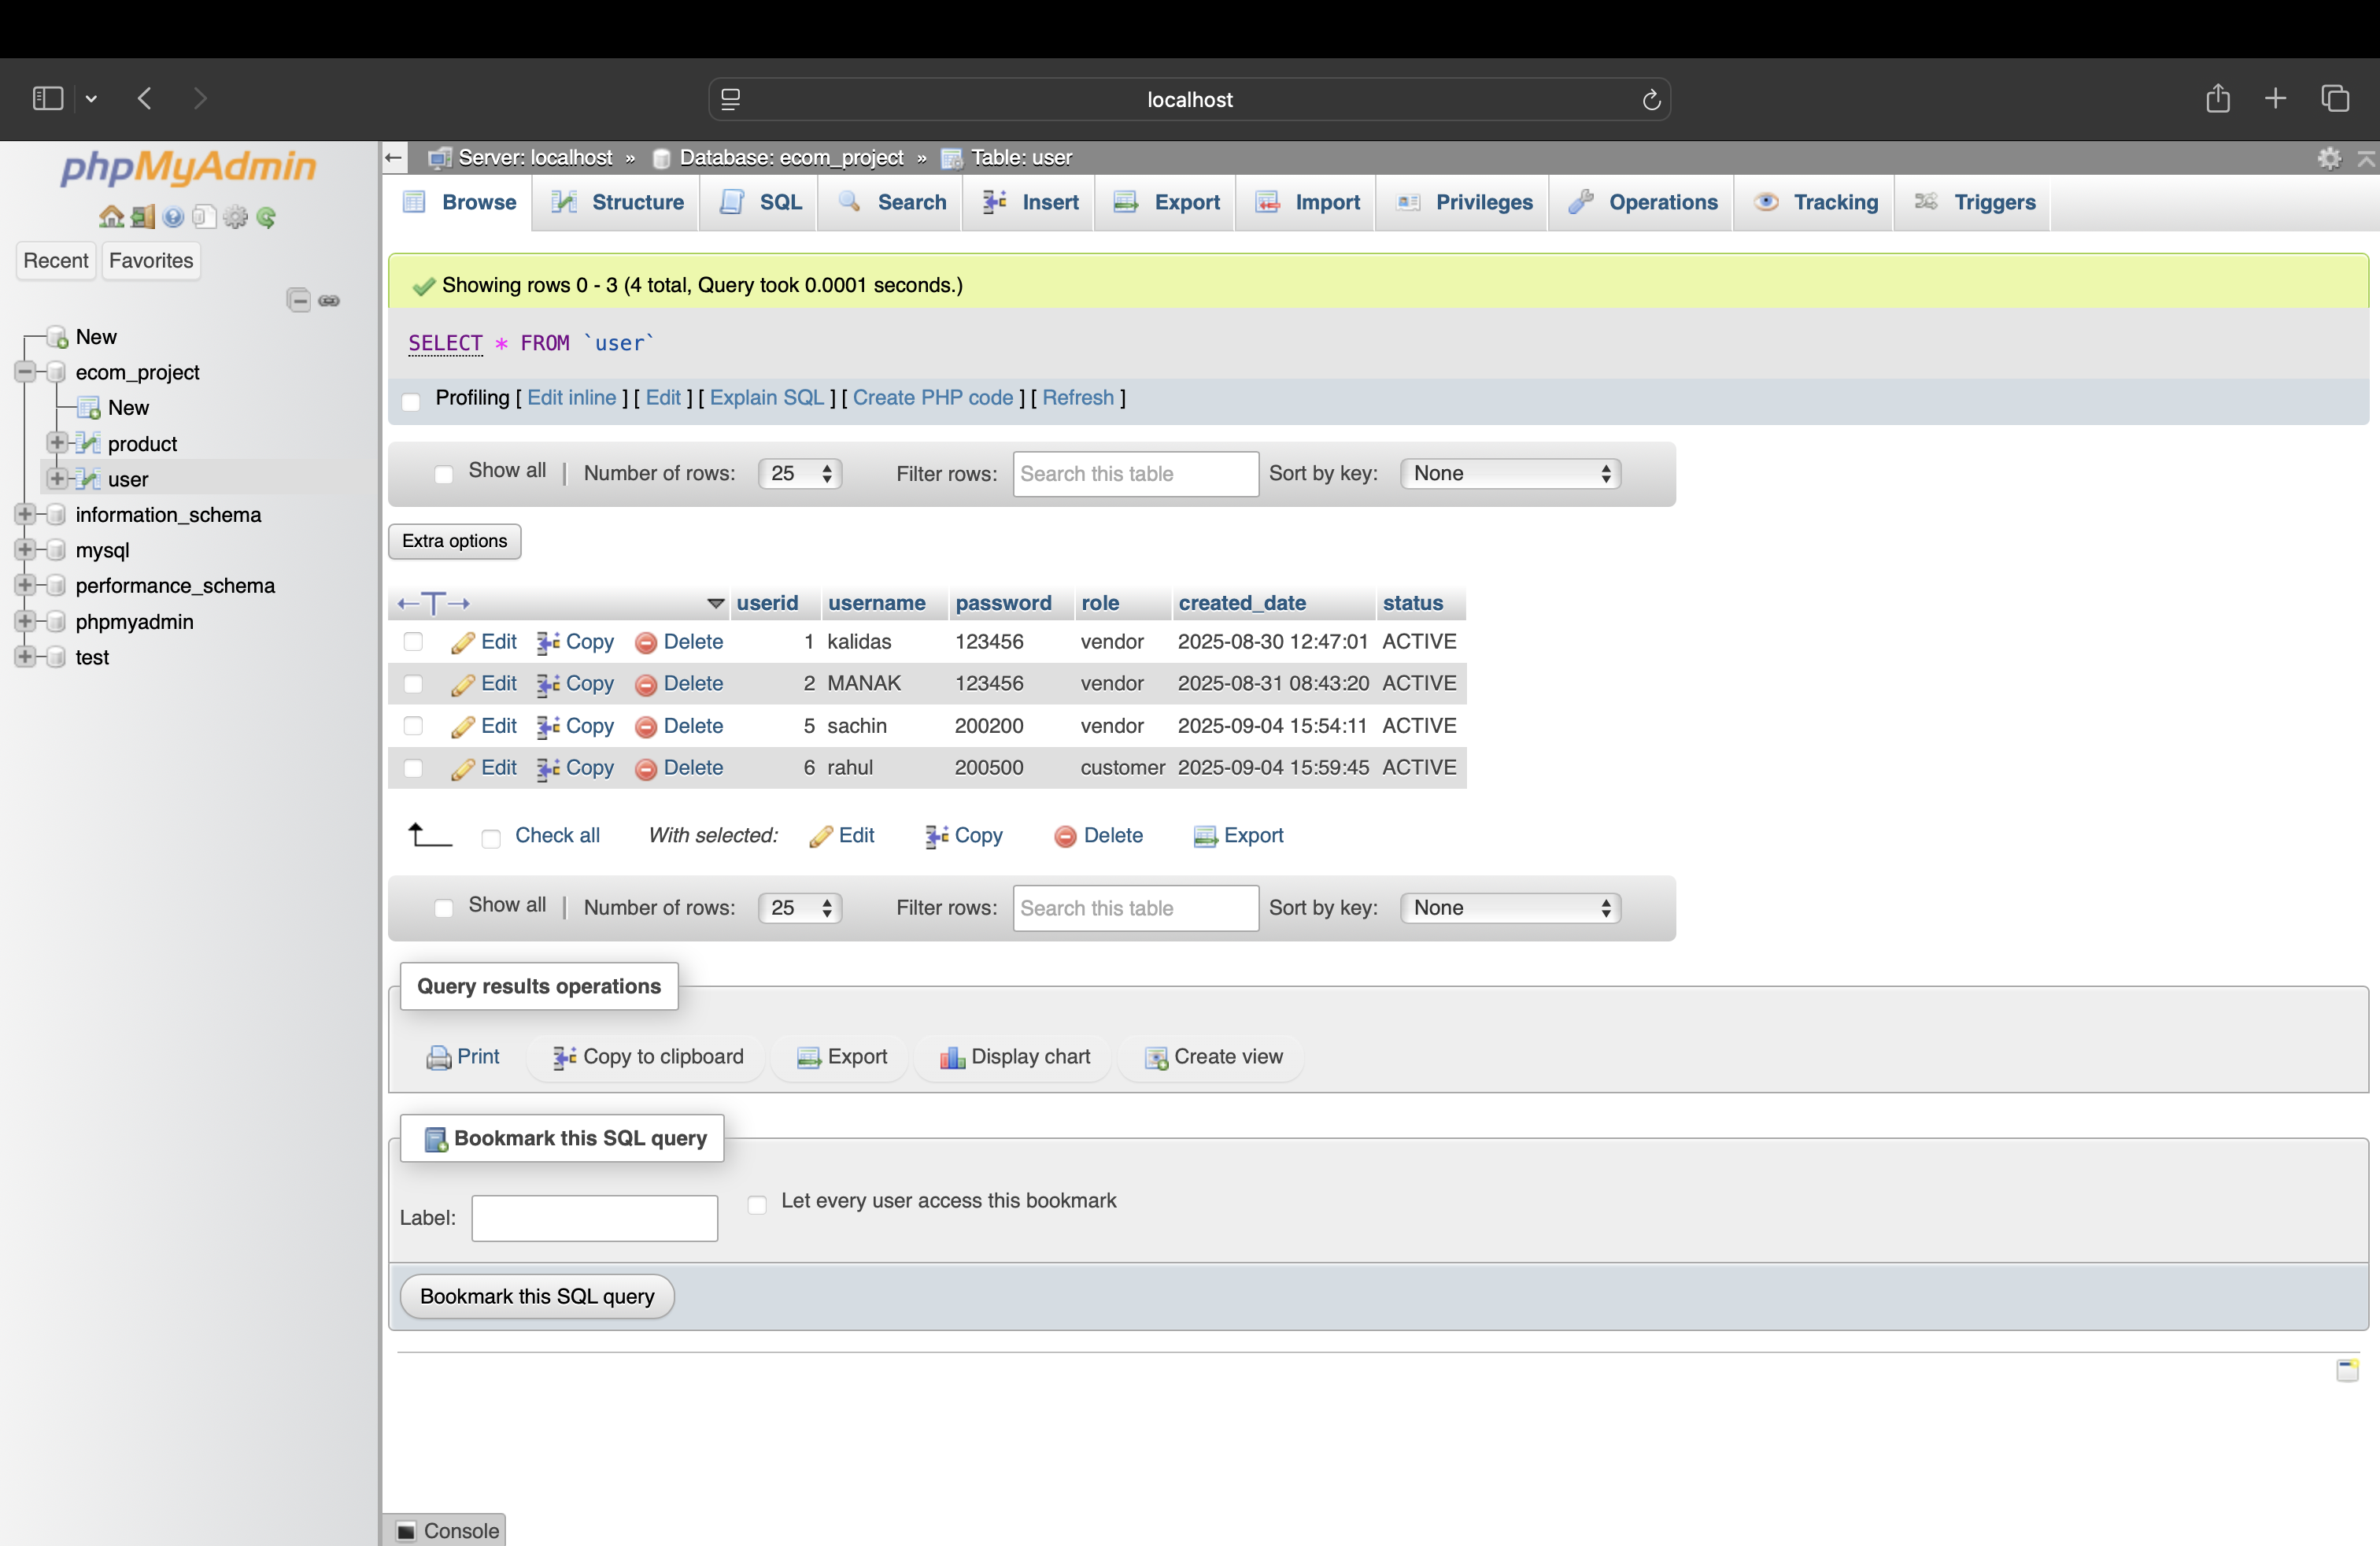 localhost
phpMyAdmin
Recent Favorites
New
ecom_project
New
product
user
information_schema
mysql
performance_schema
phpmyadmin
test
Server: localhost » Database: ecom_project » Table: user
Browse Structure SQL Search Insert Export Import Privileges Operations Tracking Triggers
Showing rows 0 - 3 (4 total, Query took 0.0001 seconds.)
SELECT * FROM `user`
Profiling [ Edit inline ] [ Edit ] [ Explain SQL ] [ Create PHP code ] [ Refresh ]
Show all | Number of rows: 25 Filter rows: Search this table Sort by key: None
Extra options
←T→ userid username password role created_date status
Edit Copy Delete 1 kalidas 123456 vendor 2025-08-30 12:47:01 ACTIVE
Edit Copy Delete 2 MANAK 123456 vendor 2025-08-31 08:43:20 ACTIVE
Edit Copy Delete 5 sachin 200200 vendor 2025-09-04 15:54:11 ACTIVE
Edit Copy Delete 6 rahul 200500 customer 2025-09-04 15:59:45 ACTIVE
Check all With selected: Edit Copy Delete Export
Show all | Number of rows: 25 Filter rows: Search this table Sort by key: None
Query results operations
Print Copy to clipboard Export Display chart Create view
Bookmark this SQL query
Label: Let every user access this bookmark
Bookmark this SQL query
Console